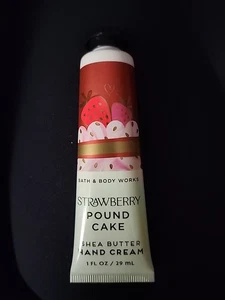 BATH & BODY WORKS
STRAWBERRY
POUND
CAKE
SHEA BUTTER
HAND CREAM
1 FL OZ / 29 mL